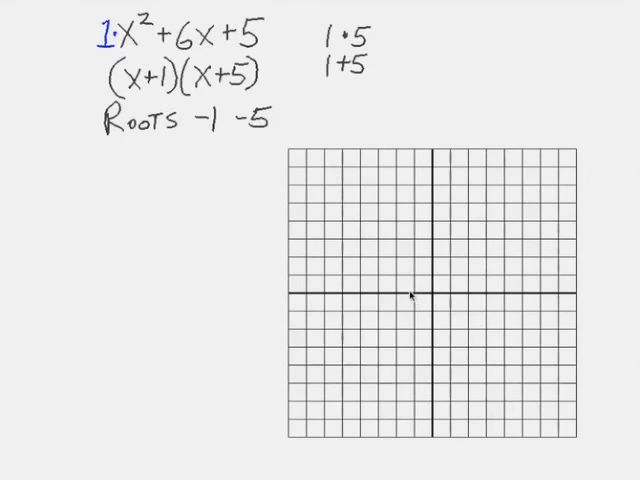 1·x² + 6x + 5
1·5
(x+1)(x+5)
1+5
Roots -1 -5